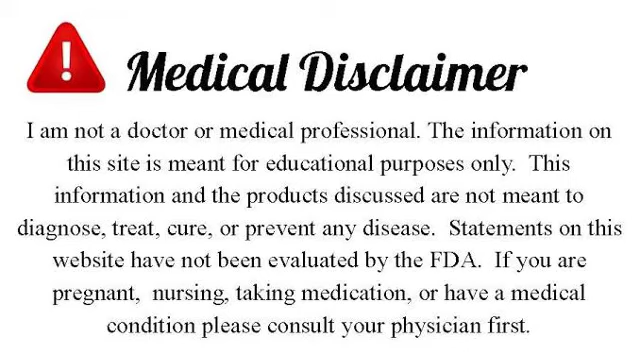 Medical Disclaimer
I am not a doctor or medical professional. The information on
this site is meant for educational purposes only.  This
information and the products discussed are not meant to
diagnose, treat, cure, or prevent any disease.  Statements on this
website have not been evaluated by the FDA.  If you are
pregnant,  nursing, taking medication, or have a medical
condition please consult your physician first.